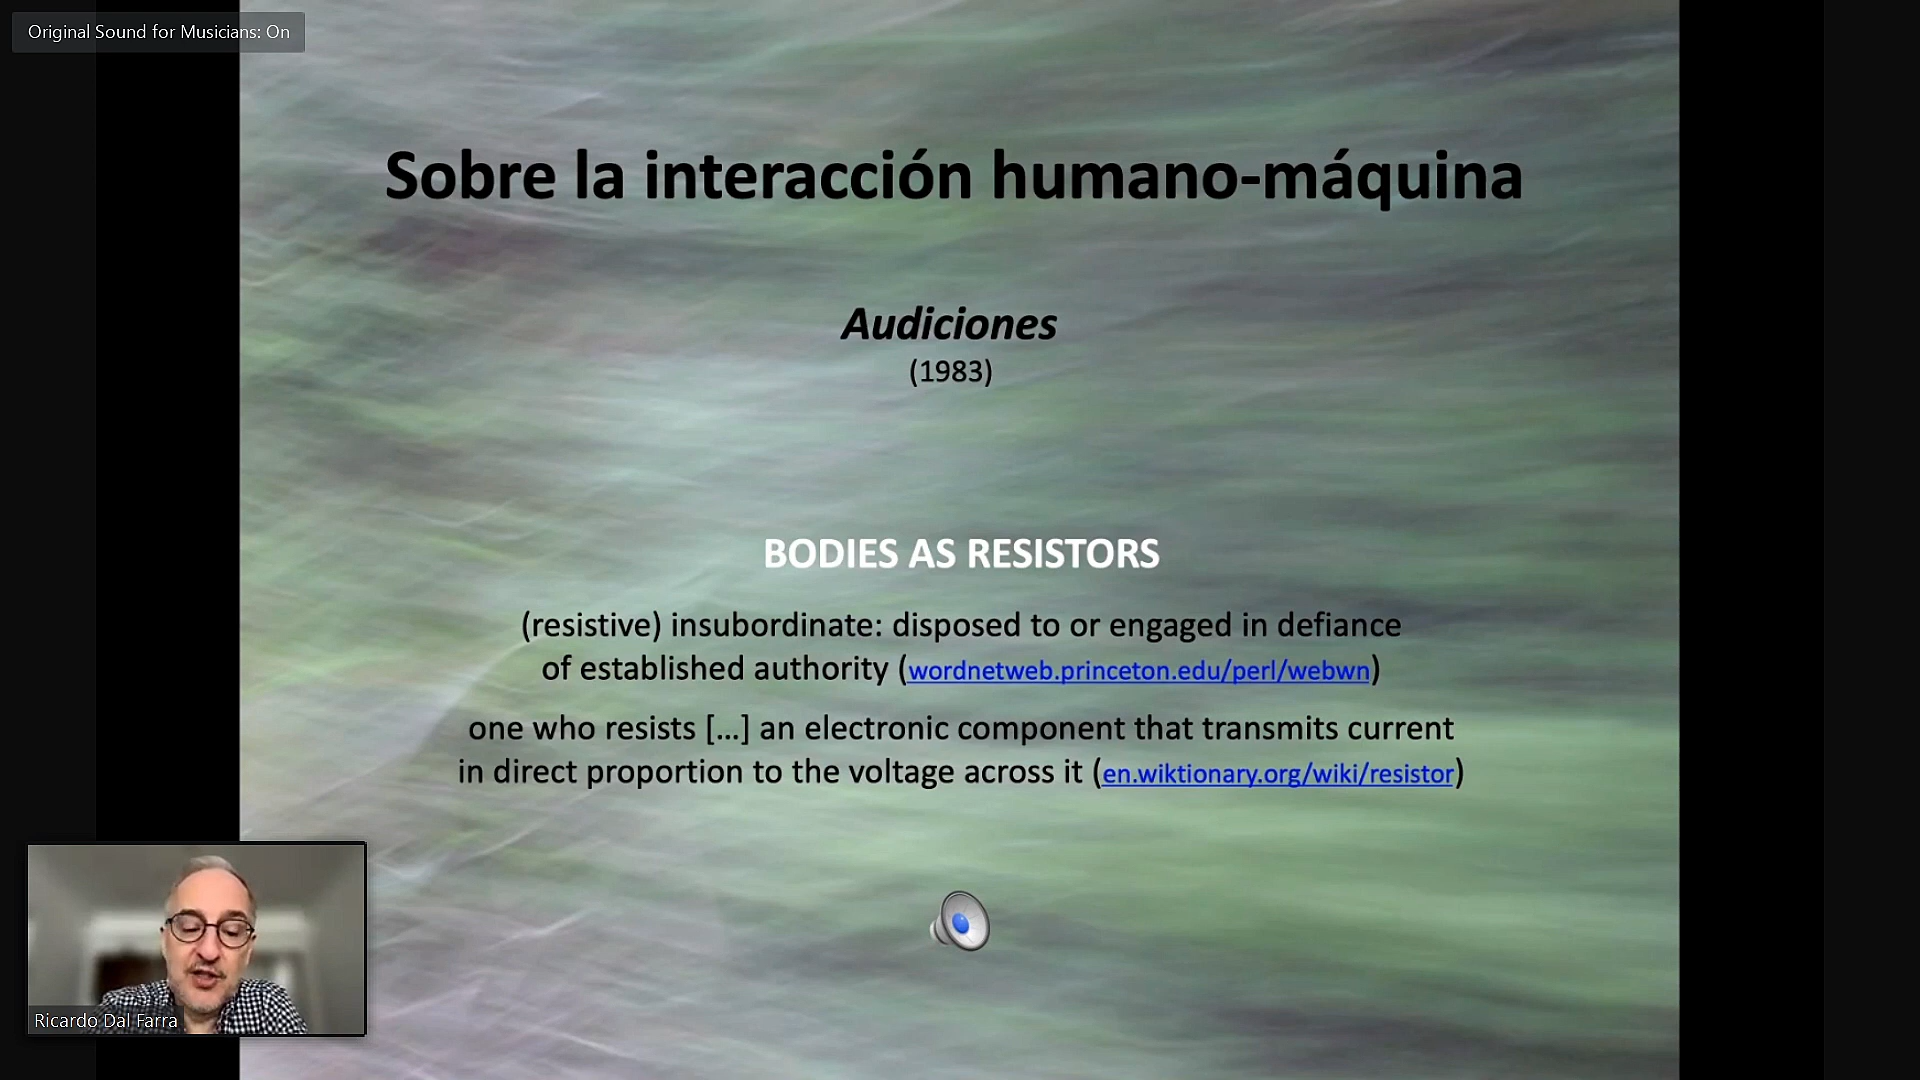 Original Sound for Musicians: On
Sobre la interacción humano-máquina
Audiciones
(1983)
BODIES AS RESISTORS
(resistive) insubordinate: disposed to or engaged in defiance
of established authority (wordnetweb.princeton.edu/perl/webwn)
one who resists [...] an electronic component that transmits current
in direct proportion to the voltage across it (en.wiktionary.org/wiki/resistor)
Ricardo Dal Farra